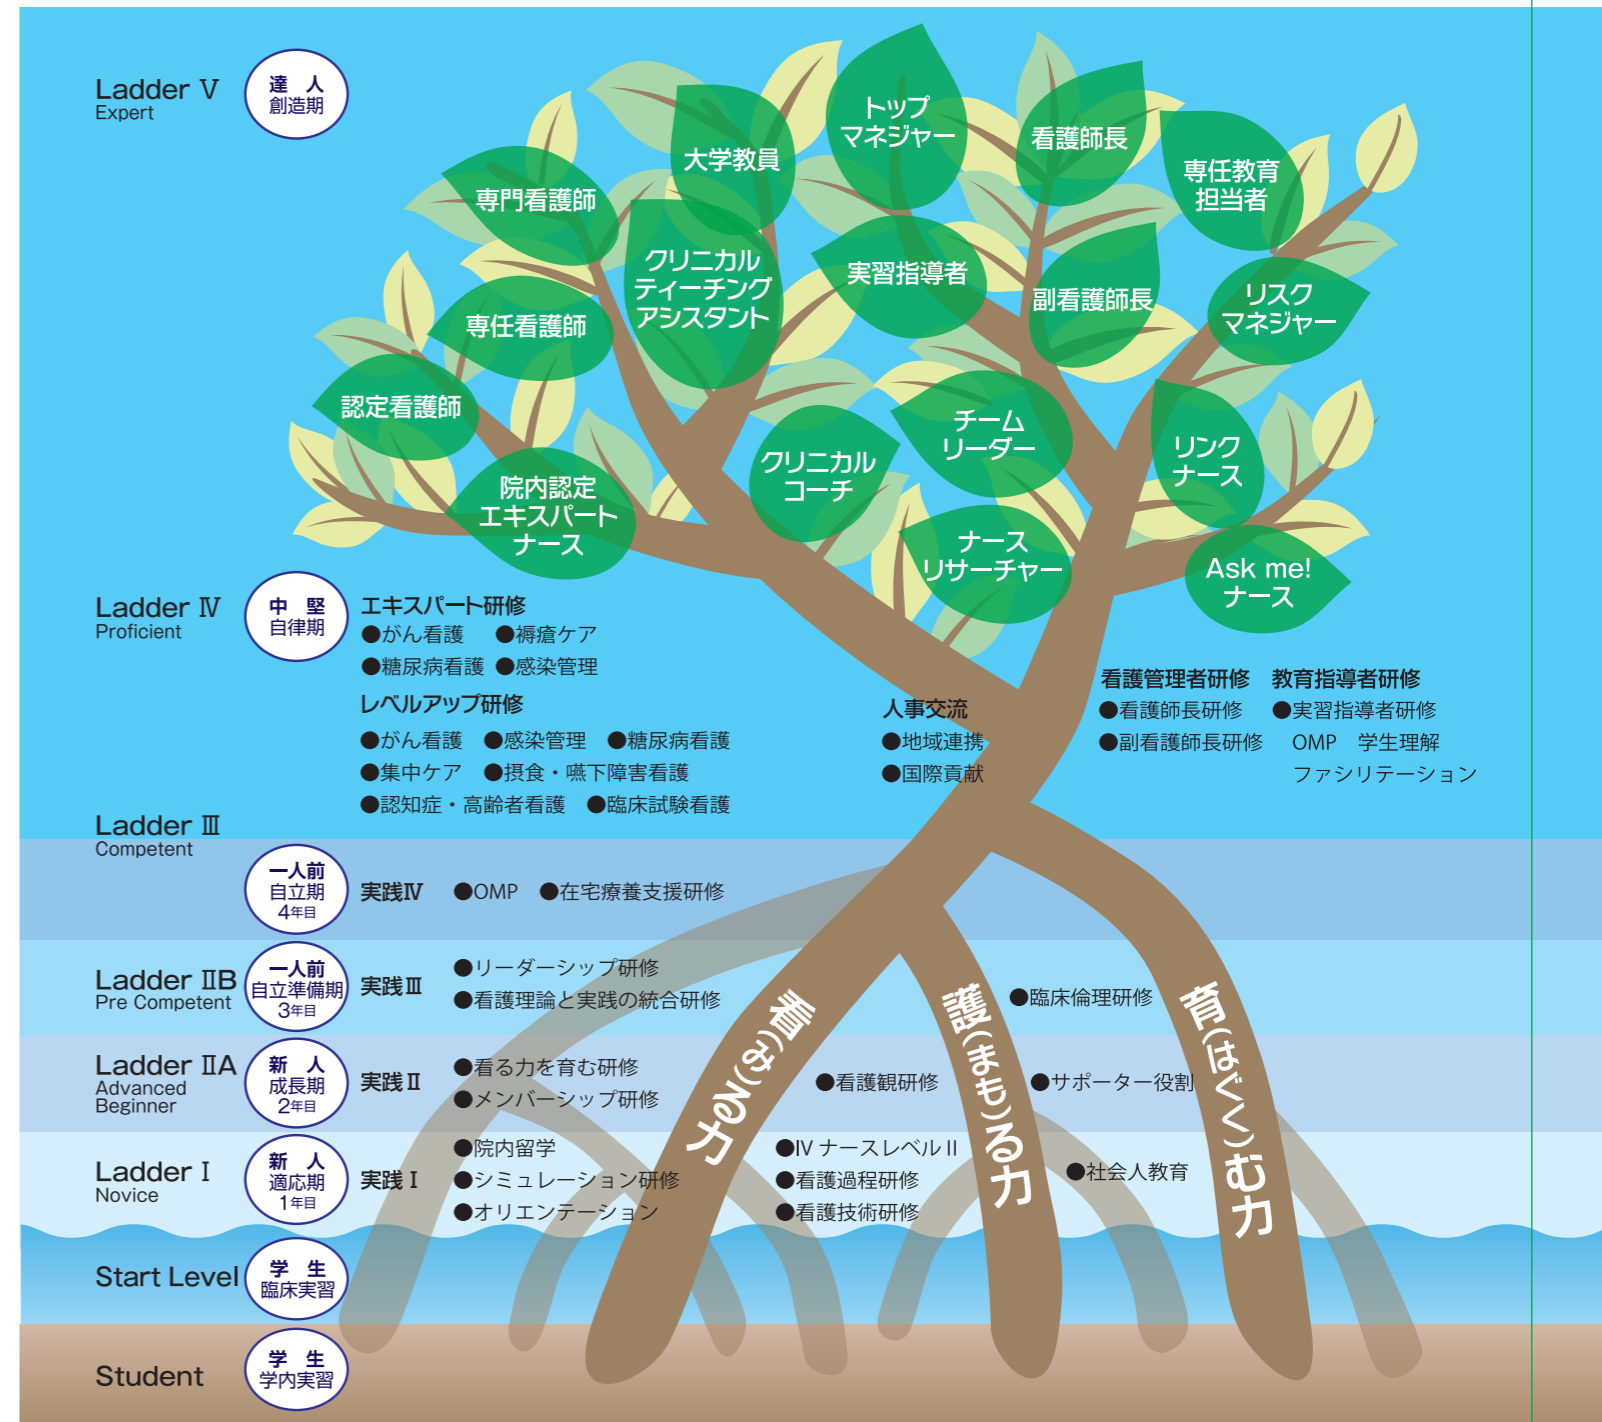 Ladder Ⅴ
Expert
達 人
創造期
トップ
マネジャー
看護師長
大学教員
専任教育
担当者
専門看護師
クリニカル
ティーチング
アシスタント
実習指導者
副看護師長
リスク
マネジャー
専任看護師
認定看護師
チーム
リーダー
クリニカル
コーチ
リンク
ナース
院内認定
エキスパート
ナース
ナース
リサーチャー
Ask me!
ナース
Ladder Ⅳ
Proficient
中 堅
自律期
エキスパート研修
●がん看護 ●褥瘡ケア
●糖尿病看護 ●感染管理
レベルアップ研修
●がん看護 ●感染管理 ●糖尿病看護
●集中ケア ●摂食・嚥下障害看護
●認知症・高齢者看護 ●臨床試験看護
人事交流
●地域連携
●国際貢献
看護管理者研修
●看護師長研修
●副看護師長研修
教育指導者研修
●実習指導者研修
OMP 学生理解
ファシリテーション
Ladder Ⅲ
Competent
一人前
自立期
4年目
実践Ⅳ
●OMP ●在宅療養支援研修
Ladder ⅡB
Pre Competent
一人前
自立準備期
3年目
実践Ⅲ
●リーダーシップ研修
●看護理論と実践の統合研修
●臨床倫理研修
Ladder ⅡA
Advanced
Beginner
新 人
成長期
2年目
実践Ⅱ
●看る力を育む研修
●メンバーシップ研修
●看護観研修
●サポーター役割
Ladder Ⅰ
Novice
新 人
適応期
1年目
実践Ⅰ
●院内留学
●シミュレーション研修
●オリエンテーション
●IV ナースレベルⅡ
●看護過程研修
●看護技術研修
●社会人教育
看(み)る力
護(まも)る力
育(はぐく)む力
Start Level
学 生
臨床実習
Student
学 生
学内実習